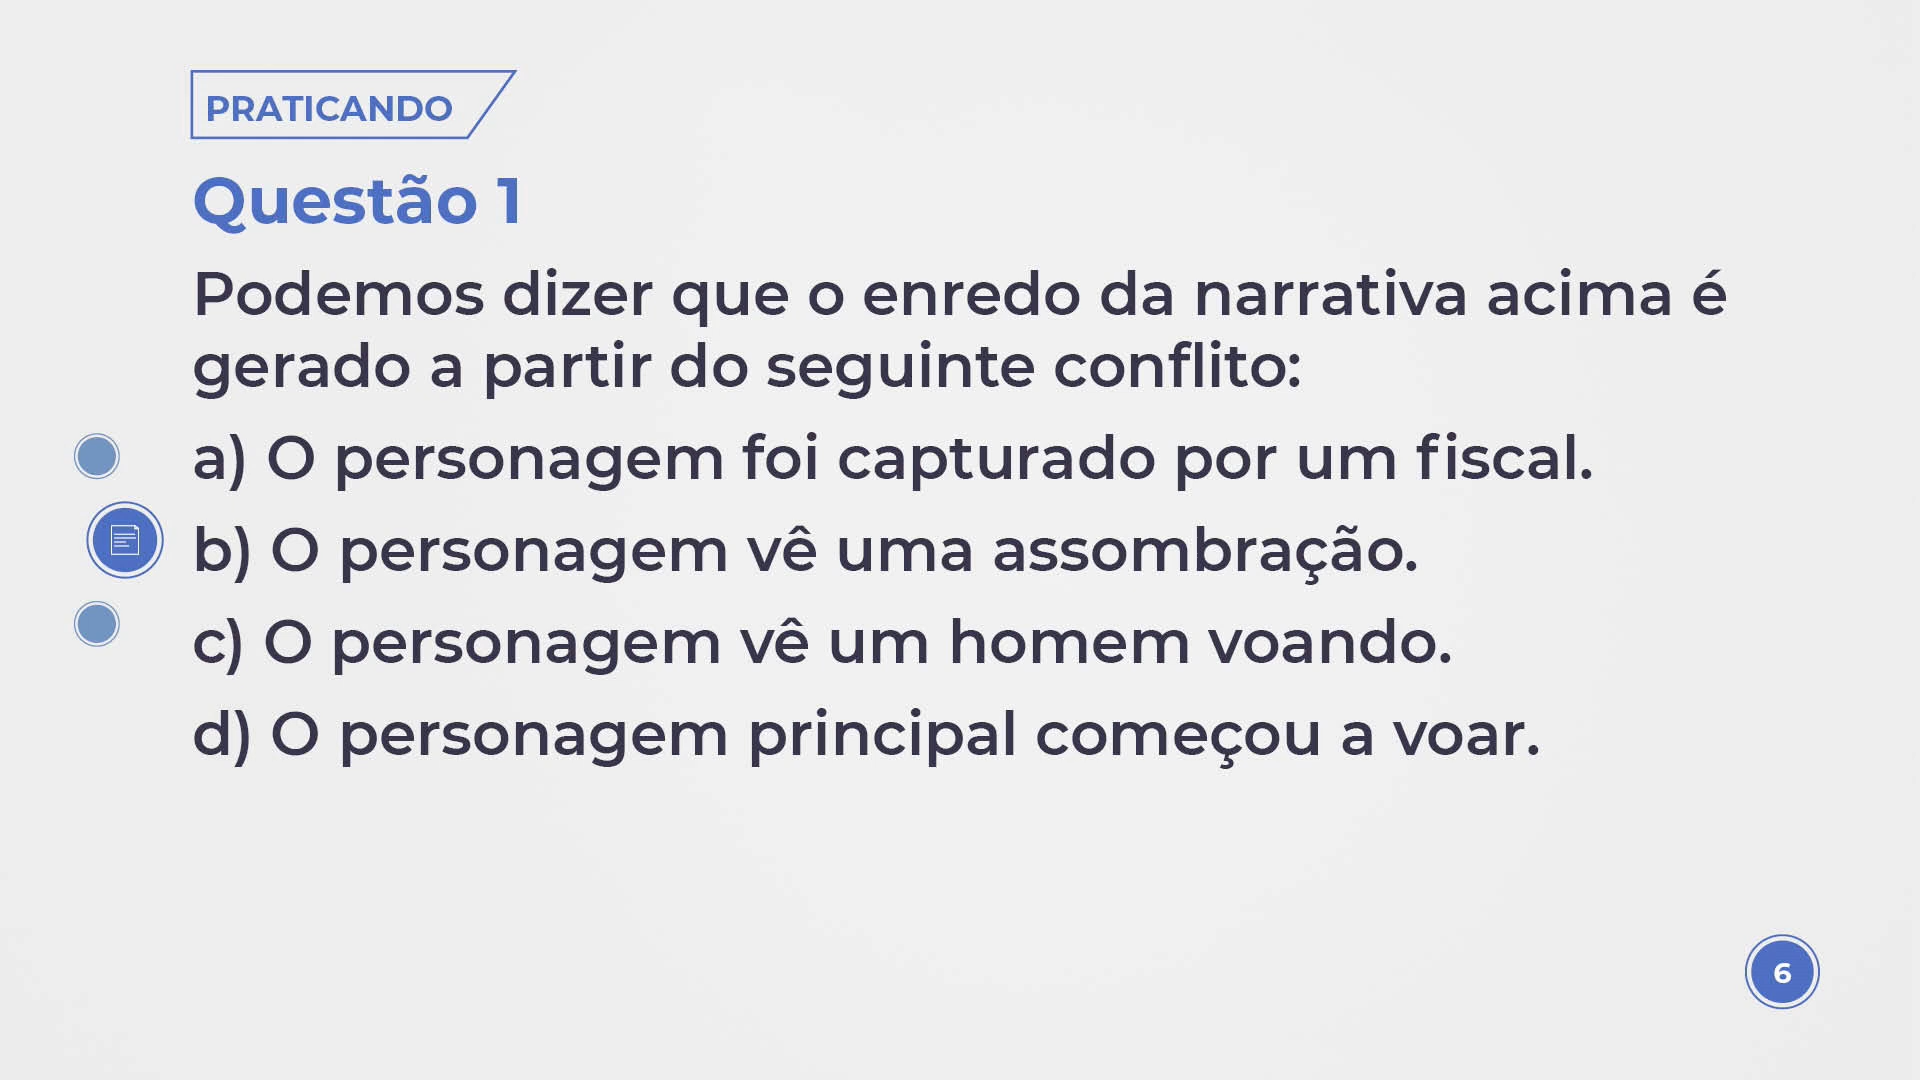 PRATICANDO
Questão 1
Podemos dizer que o enredo da narrativa acima é
gerado a partir do seguinte conflito:
a) O personagem foi capturado por um fiscal.
b) O personagem vê uma assombração.
c) O personagem vê um homem voando.
d) O personagem principal começou a voar.
6